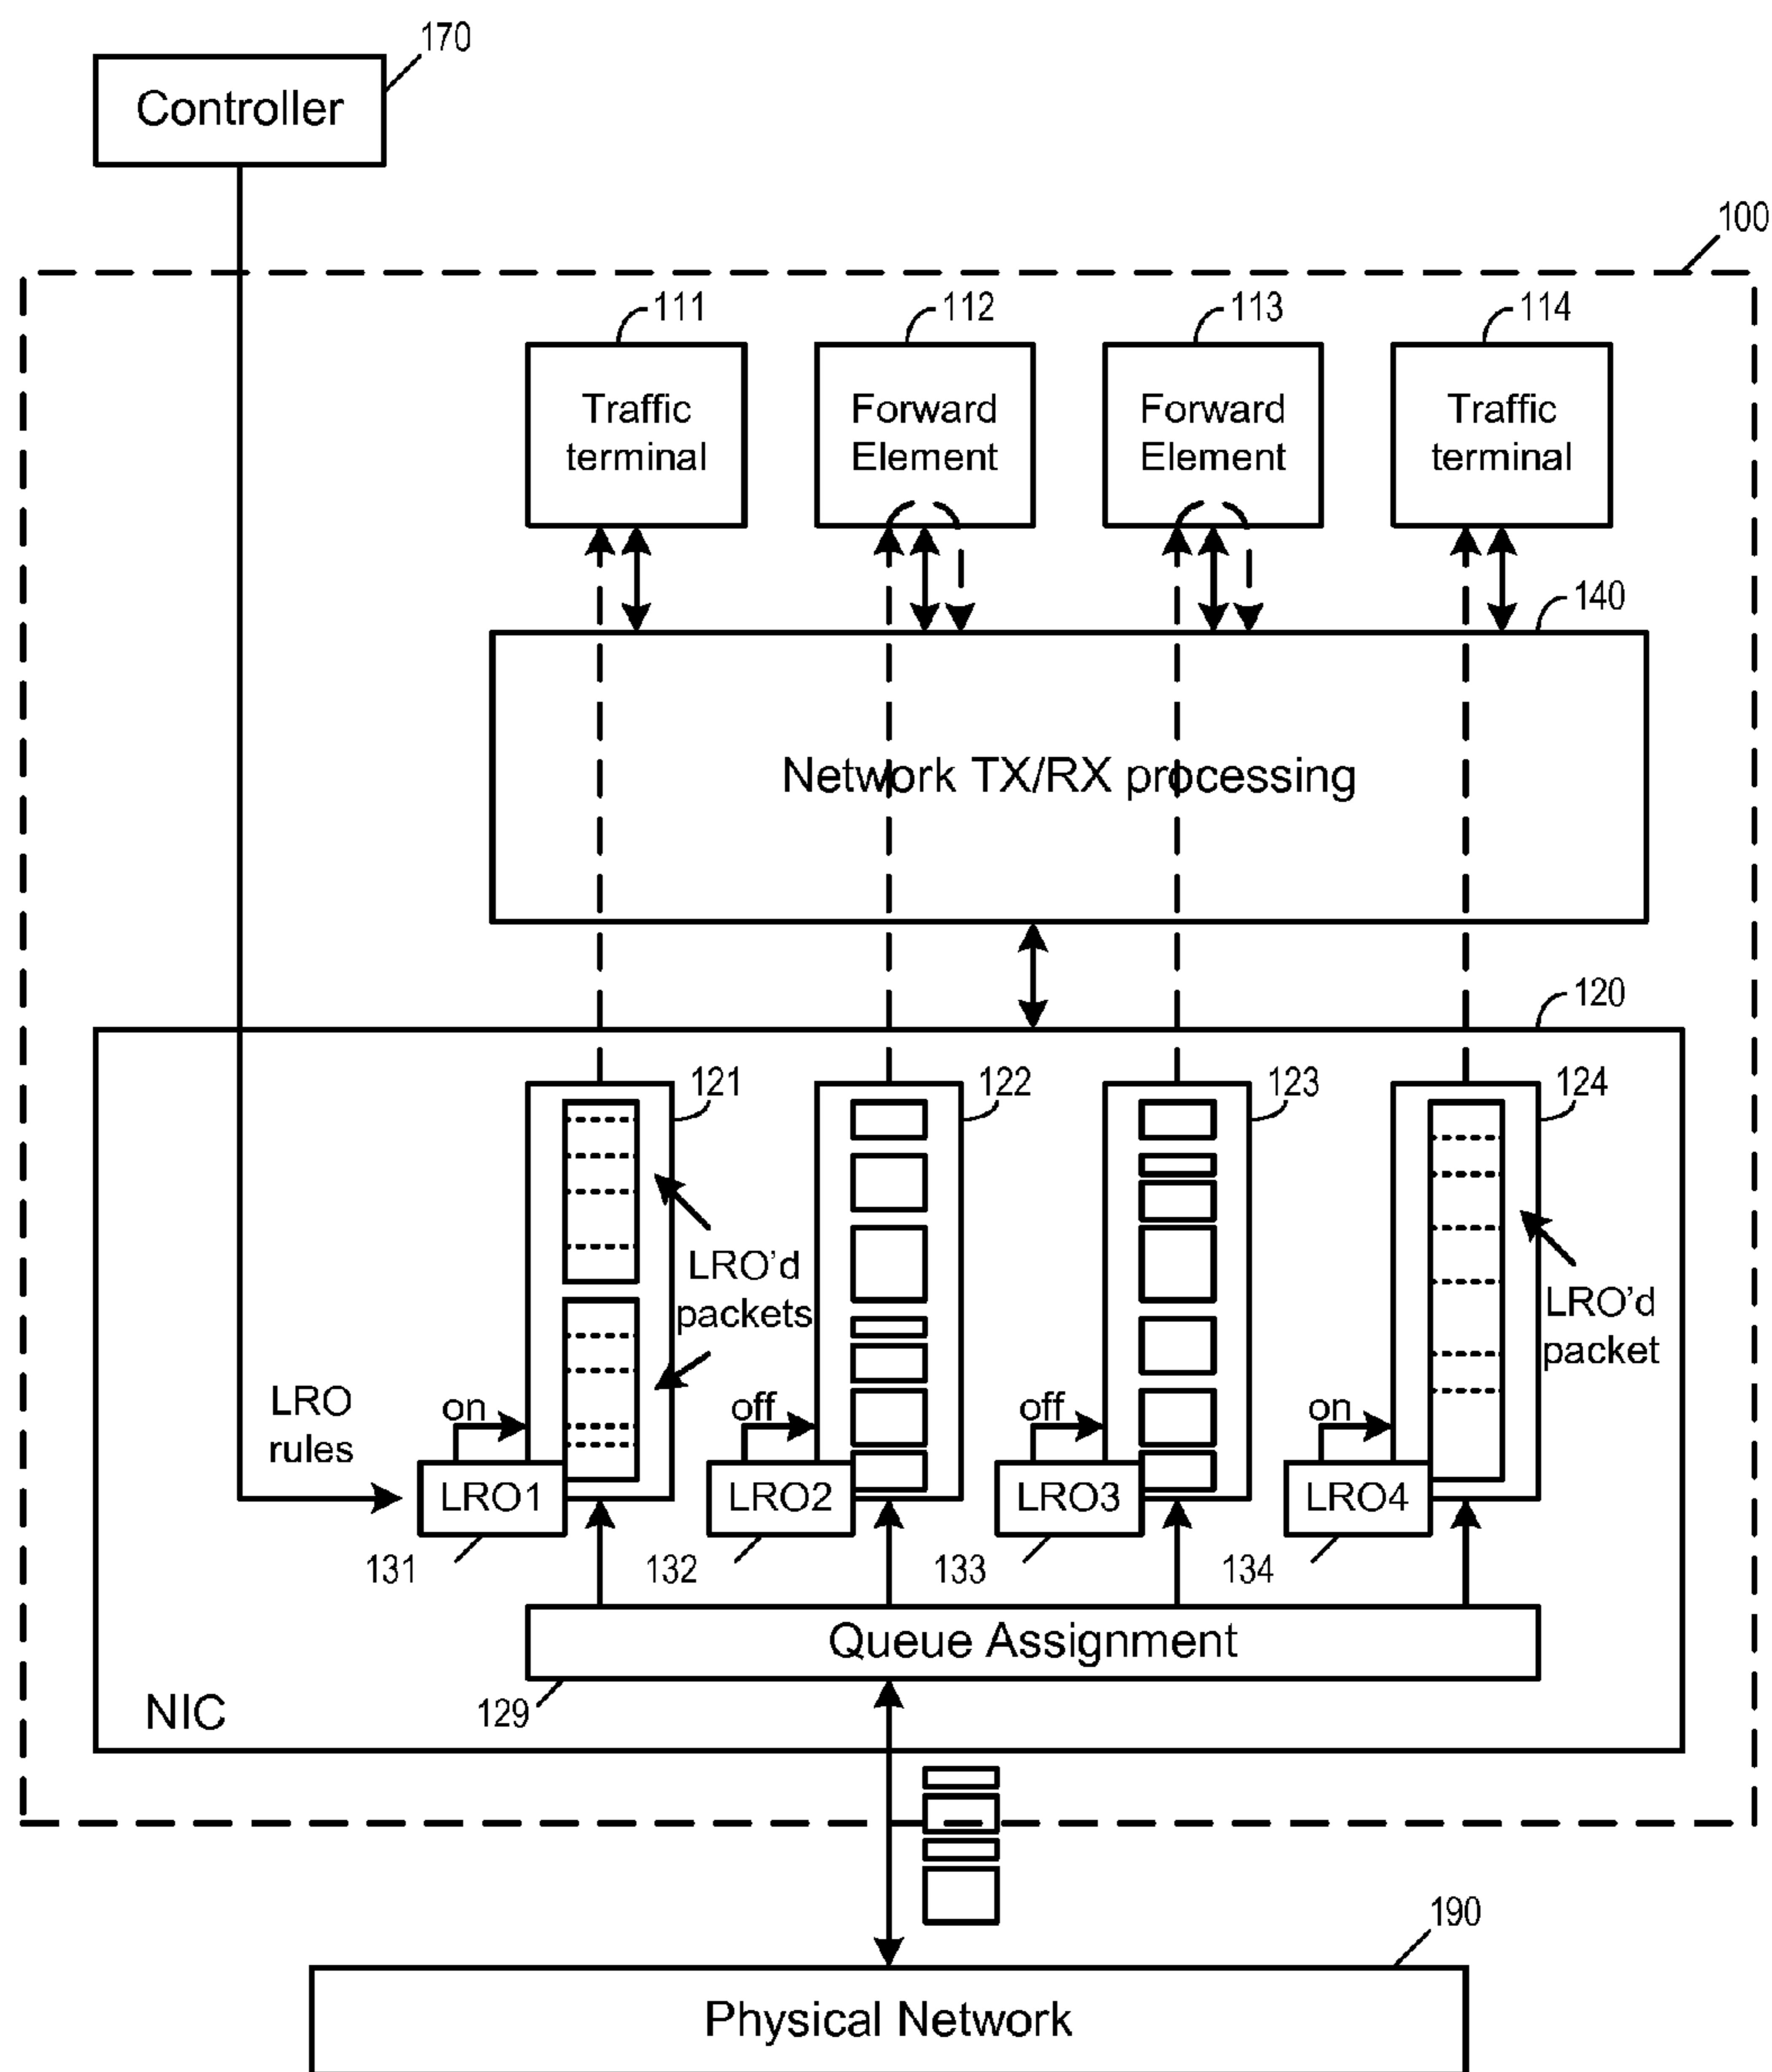 170
Controller
100
111
112
113
114
Traffic
terminal
Forward
Element
Forward
Element
Traffic
terminal
140
Network TX/RX processing
120
121
122
123
124
LRO'd
packets
LRO'd
packet
LRO
rules
on
off
off
on
LRO1
LRO2
LRO3
LRO4
131
132
133
134
Queue Assignment
129
NIC
190
Physical Network